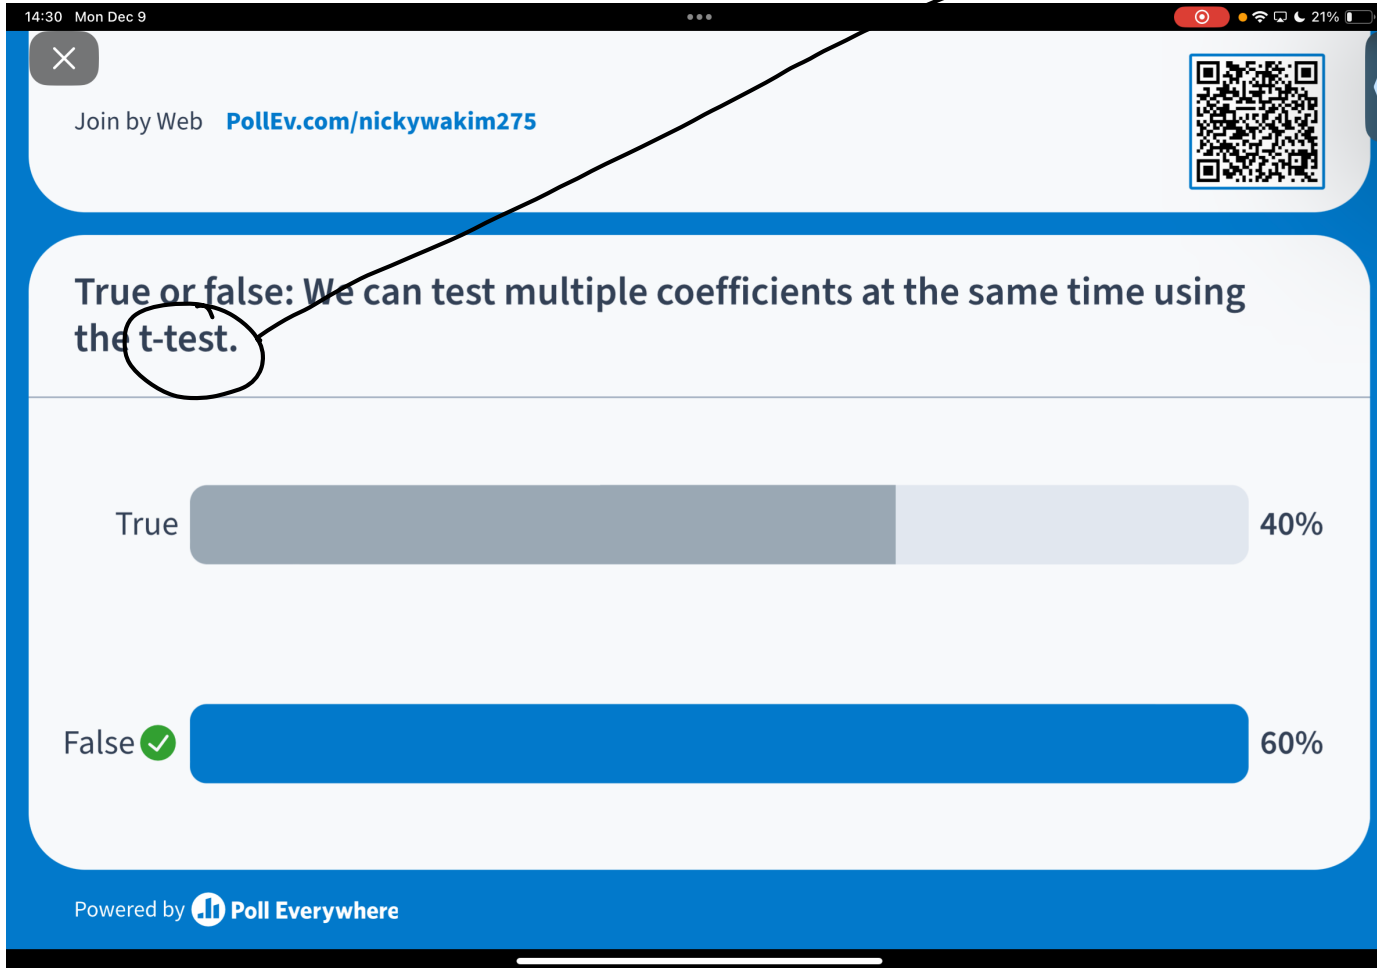 14:30 Mon Dec 9
21%
Join by Web PollEv.com/nickywakim275
True or false: We can test multiple coefficients at the same time using
the t-test.
True 40%
False 60%
Powered by Poll Everywhere